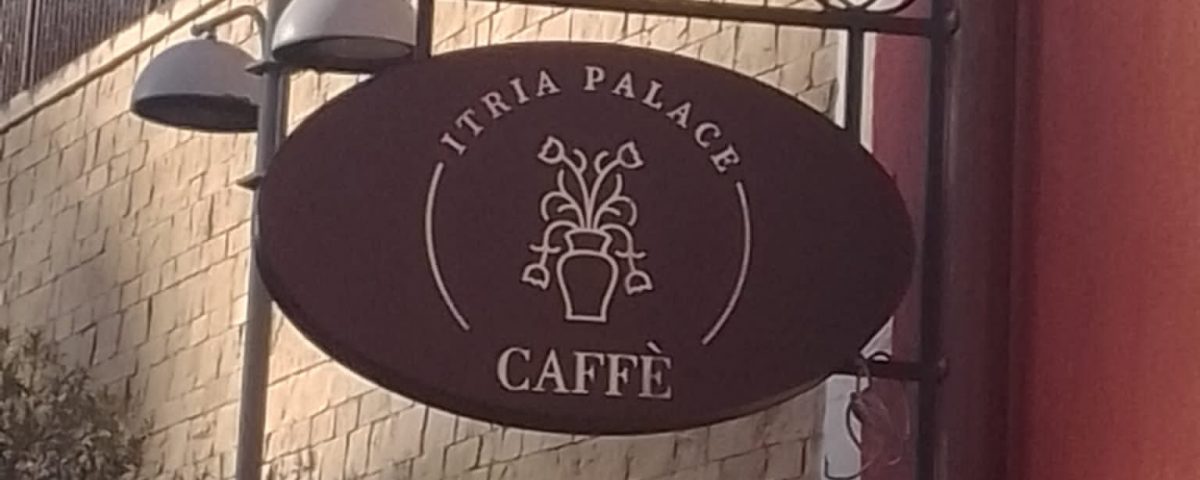 ITRIA PALACE
CAFFÈ